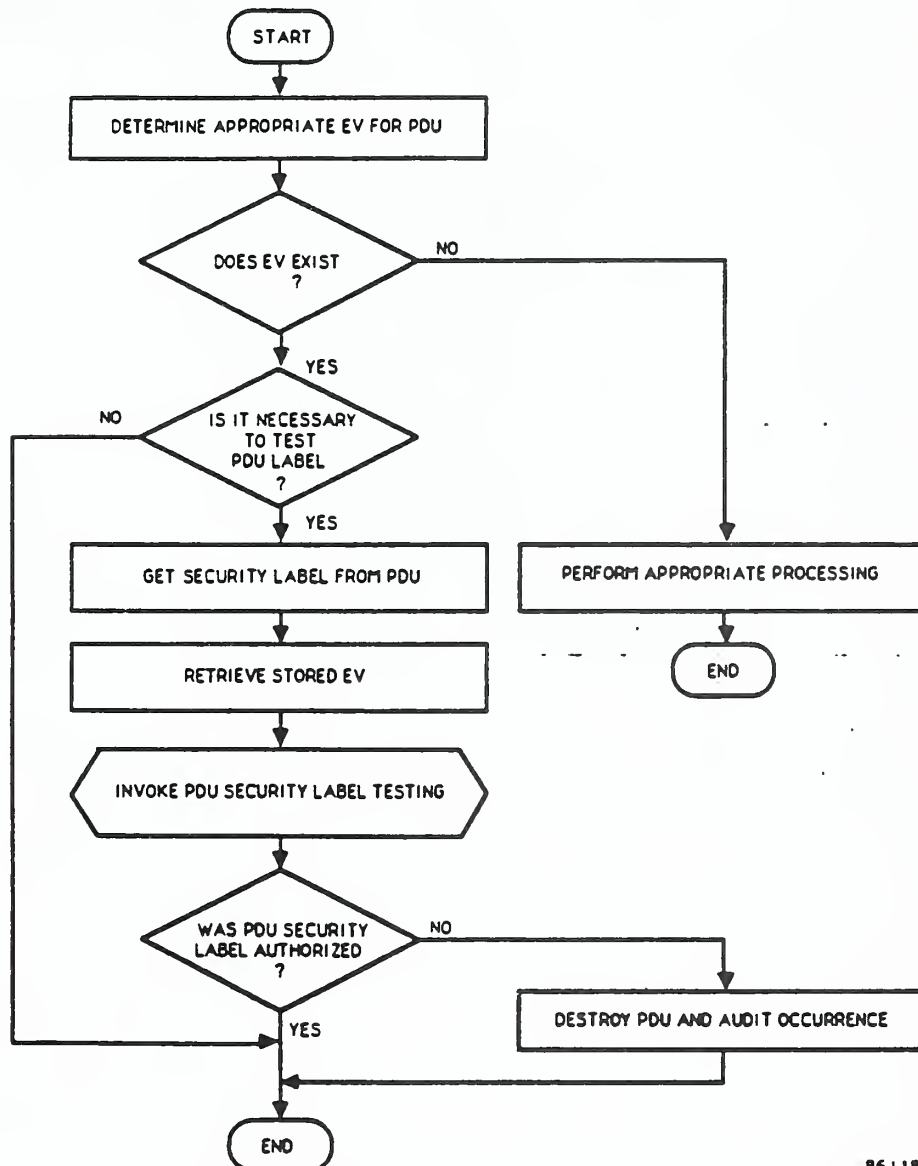 START
DETERMINE APPROPRIATE EV FOR PDU
DOES EV EXIST
?
NO
YES
NO
IS IT NECESSARY
TO TEST
PDU LABEL
?
YES
GET SECURITY LABEL FROM PDU
PERFORM APPROPRIATE PROCESSING
RETRIEVE STORED EV
END
INVOKE PDU SECURITY LABEL TESTING
WAS PDU SECURITY
LABEL AUTHORIZED
?
NO
YES
DESTROY PDU AND AUDIT OCCURRENCE
END